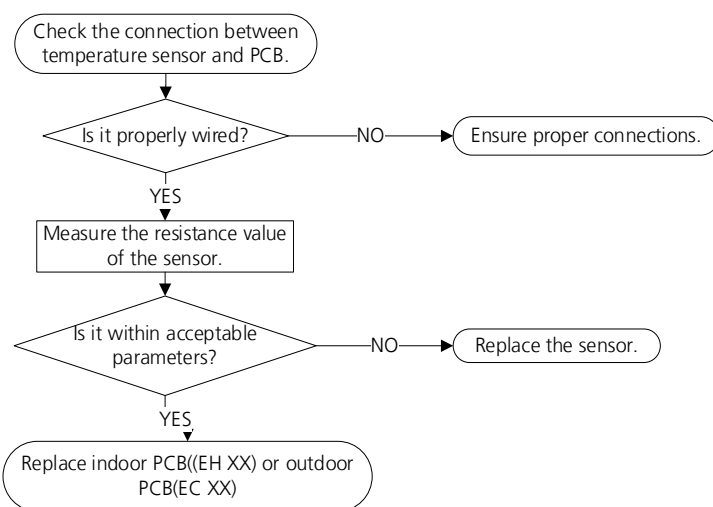 Check the connection between
temperature sensor and PCB.
Is it properly wired?
NO
Ensure proper connections.
YES
Measure the resistance value
of the sensor.
Is it within acceptable
parameters?
NO
Replace the sensor.
YES
Replace indoor PCB((EH XX) or outdoor
PCB(EC XX)